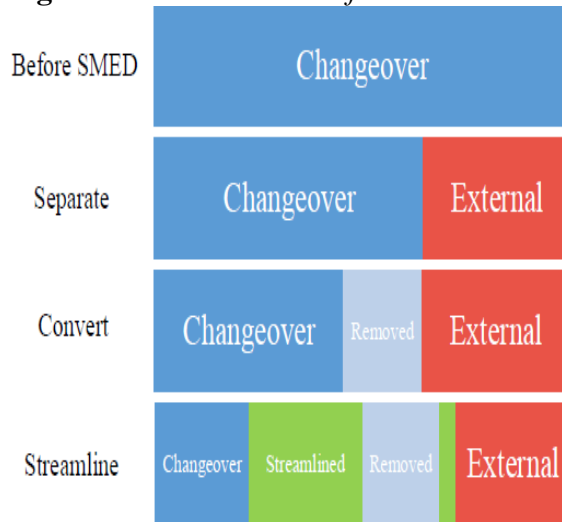 Before SMED Changeover
Separate Changeover External
Convert Changeover Removed External
Streamline Changeover Streamlined Removed External